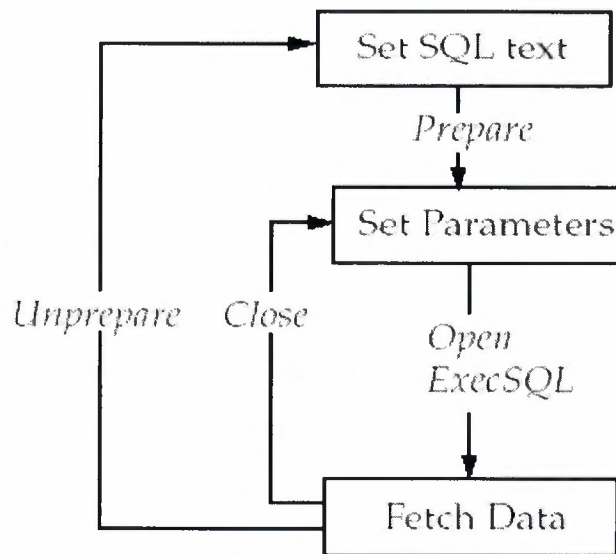 Set SQL text
Prepare
Set Parameters
Unprepare
Close
Open
ExecSQL
Fetch Data